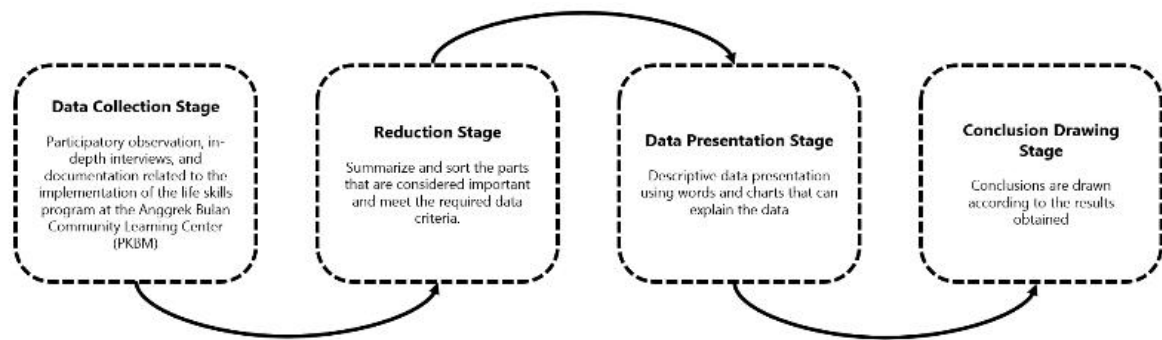 Data Collection Stage
Participatory observation, in-
depth interviews, and
documentation related to the
implementation of the life skills
program at the Anggrek Bulan
Community Learning Center
(PKBM)
Reduction Stage
Summarize and sort the parts
that are considered important
and meet the required data
criteria.
Data Presentation Stage
Descriptive data presentation
using words and charts that can
explain the data
Conclusion Drawing
Stage
Conclusions are drawn
according to the results
obtained